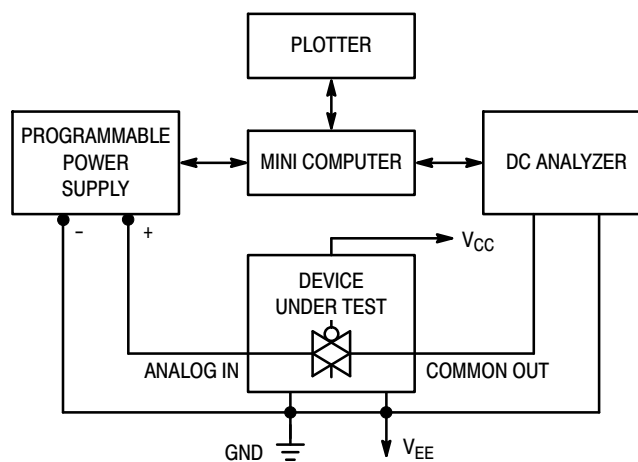 PLOTTER
PROGRAMMABLE
POWER
SUPPLY
MINI COMPUTER
DC ANALYZER
- +
VCC
DEVICE
UNDER TEST
ANALOG IN
COMMON OUT
GND
VEE